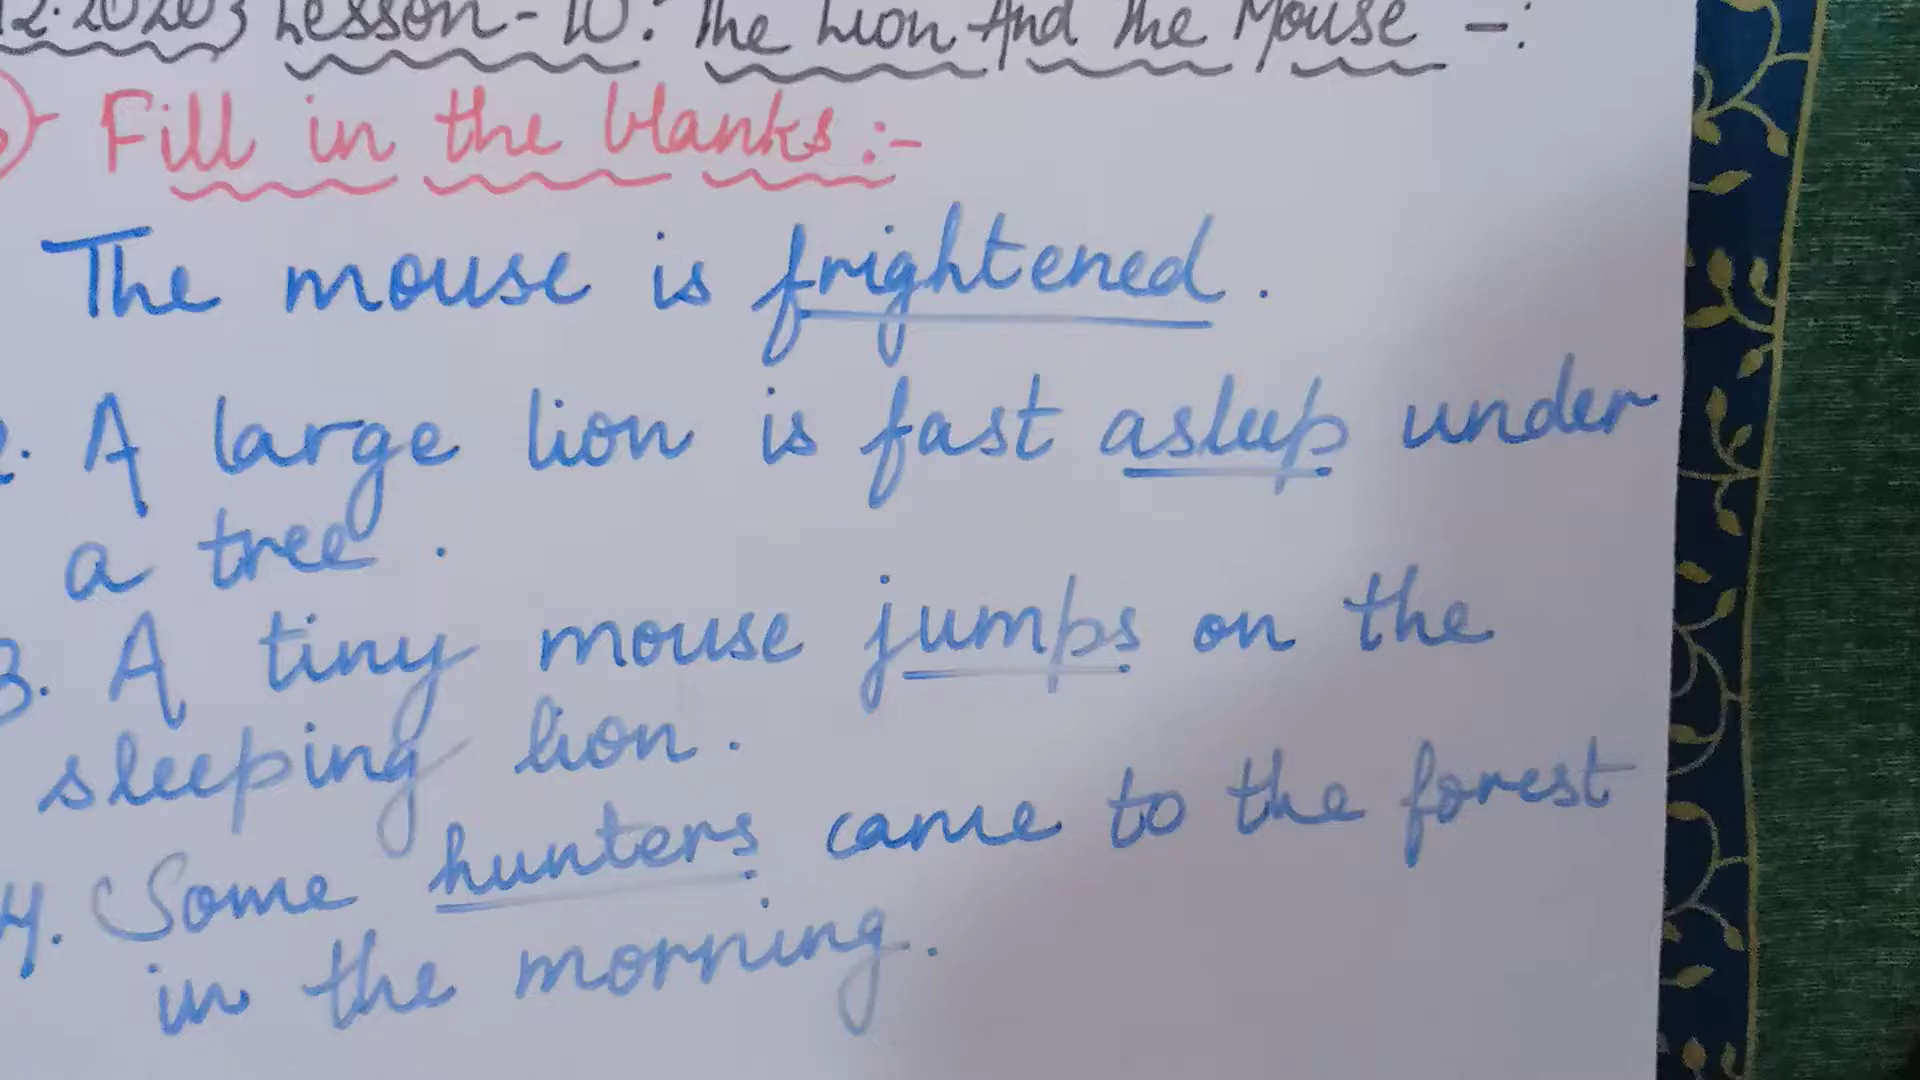 Lesson - 10: The Lion And The Mouse -:
Fill in the blanks :-
The mouse is frightened.
2. A large lion is fast asleep under
a tree.
3. A tiny mouse jumps on the
sleeping lion.
4. Some hunters came to the forest
in the morning.